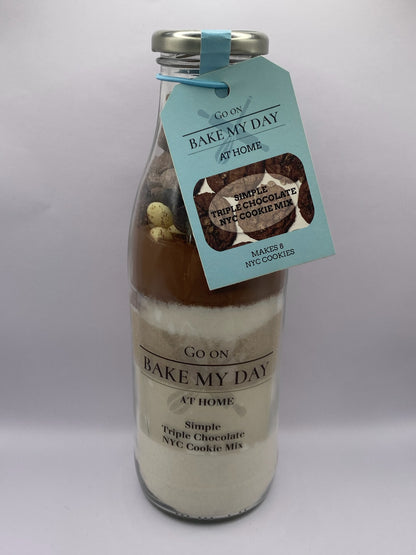 GO ON
BAKE MY DAY
AT HOME
SIMPLE
TRIPLE CHOCOLATE
NYC COOKIE MIX
MAKES 8
NYC COOKIES
GO ON
BAKE MY DAY
AT HOME
Simple
Triple Chocolate
NYC Cookie Mix